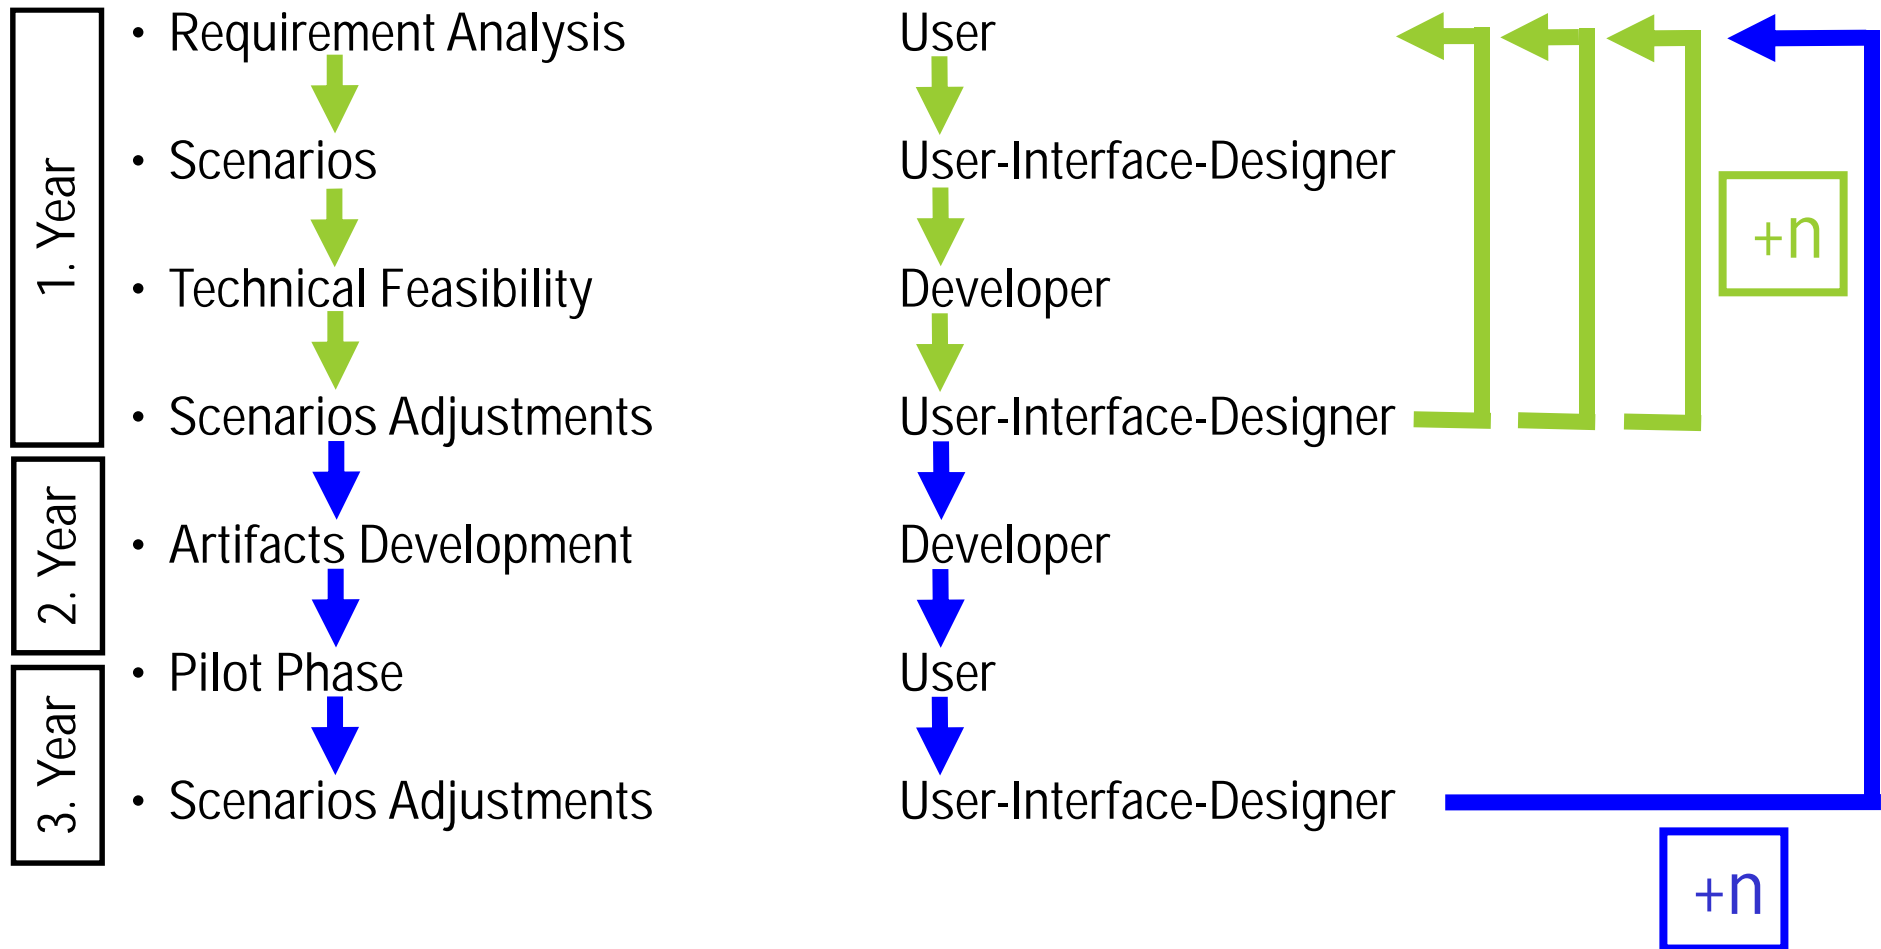 1. Year
• Requirement Analysis User
• Scenarios User-Interface-Designer
+n
• Technical Feasibility Developer
• Scenarios Adjustments User-Interface-Designer
2. Year
• Artifacts Development Developer
3. Year
• Pilot Phase User
• Scenarios Adjustments User-Interface-Designer
+n